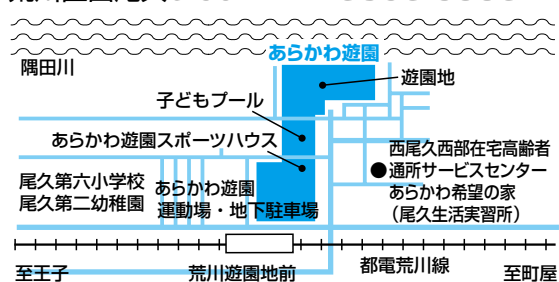 あらかわ遊園
隅田川
遊園地
子どもプール
あらかわ遊園スポーツハウス
西尾久西部在宅高齢者
通所サービスセンター
あらかわ希望の家
（尾久生活実習所）
尾久第六小学校
尾久第二幼稚園
あらかわ遊園
運動場・地下駐車場
至王子
荒川遊園地前
都電荒川線
至町屋